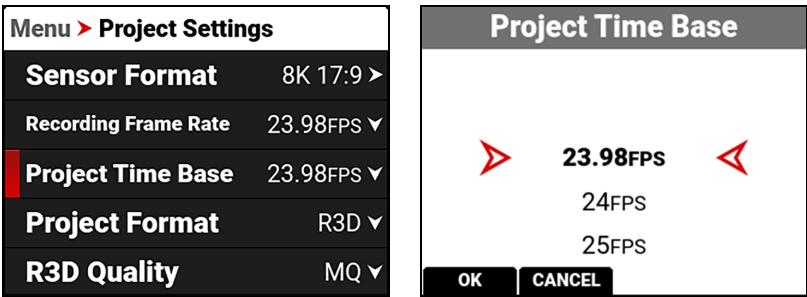 Menu > Project Settings
Sensor Format 8K 17:9
Recording Frame Rate 23.98FPS
Project Time Base 23.98FPS
Project Format R3D
R3D Quality MQ
Project Time Base
23.98FPS
24FPS
25FPS
OK CANCEL